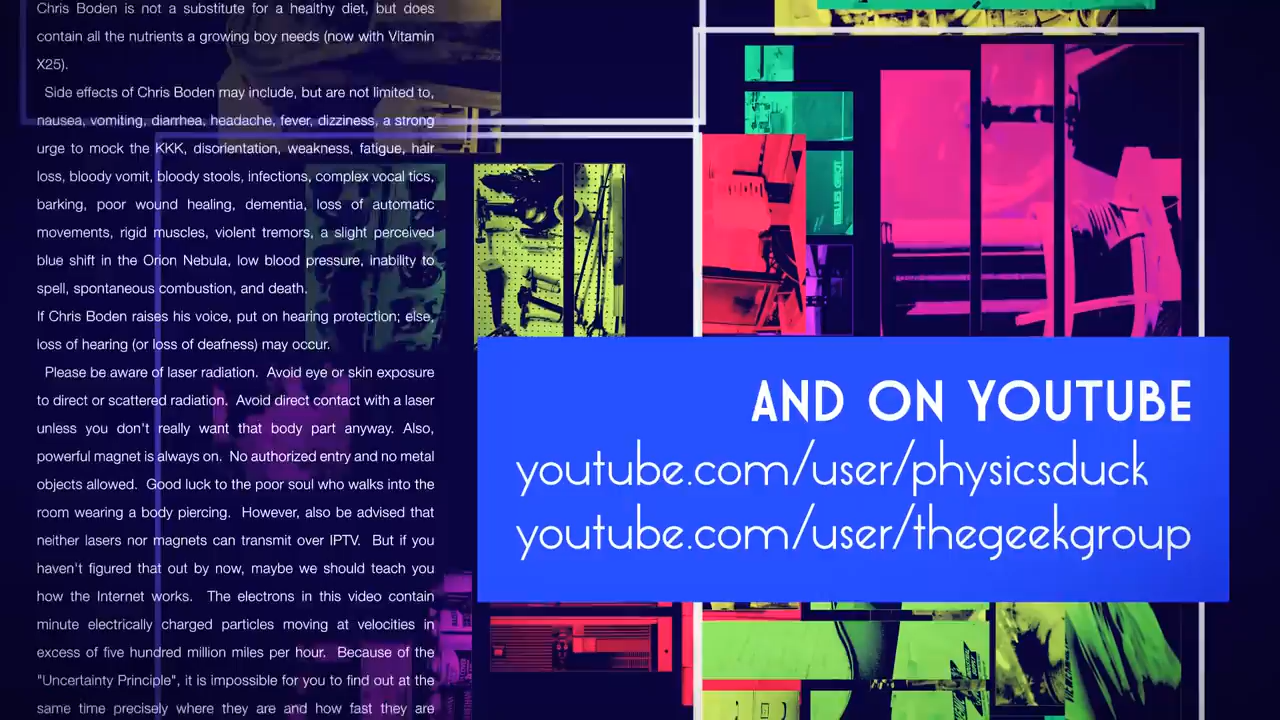 Chris Boden is not a substitute for a healthy diet, but does
contain all the nutrients a growing boy needs (now with Vitamin
X25).
Side effects of Chris Boden may include, but are not limited to,
nausea, vomiting, diarrhea, headache, fever, dizziness, a strong
urge to mock the KKK, disorientation, weakness, fatigue, hair
loss, bloody vomit, bloody stools, infections, complex vocal tics,
barking, poor wound healing, dementia, loss of automatic
movements, rigid muscles, violent tremors, a slight perceived
blue shift in the Orion Nebula, low blood pressure, inability to
spell, spontaneous combustion, and death.
If Chris Boden raises his voice, put on hearing protection; else,
loss of hearing (or loss of deafness) may occur.
Please be aware of laser radiation. Avoid eye or skin exposure
to direct or scattered radiation. Avoid direct contact with a laser
unless you don't really want that body part anyway. Also,
powerful magnet is always on. No authorized entry and no metal
objects allowed. Good luck to the poor soul who walks into the
room wearing a body piercing. However, also be advised that
neither lasers nor magnets can transmit over IPTV. But if you
haven't figured that out by now, maybe we should teach you
how the Internet works. The electrons in this video contain
minute electrically charged particles moving at velocities in
excess of five hundred million miles per hour. Because of the
"Uncertainty Principle", it is impossible for you to find out at the
same time precisely where they are and how fast they are
AND ON YOUTUBE
youtube.com/user/physicsduck
youtube.com/user/thegeekgroup